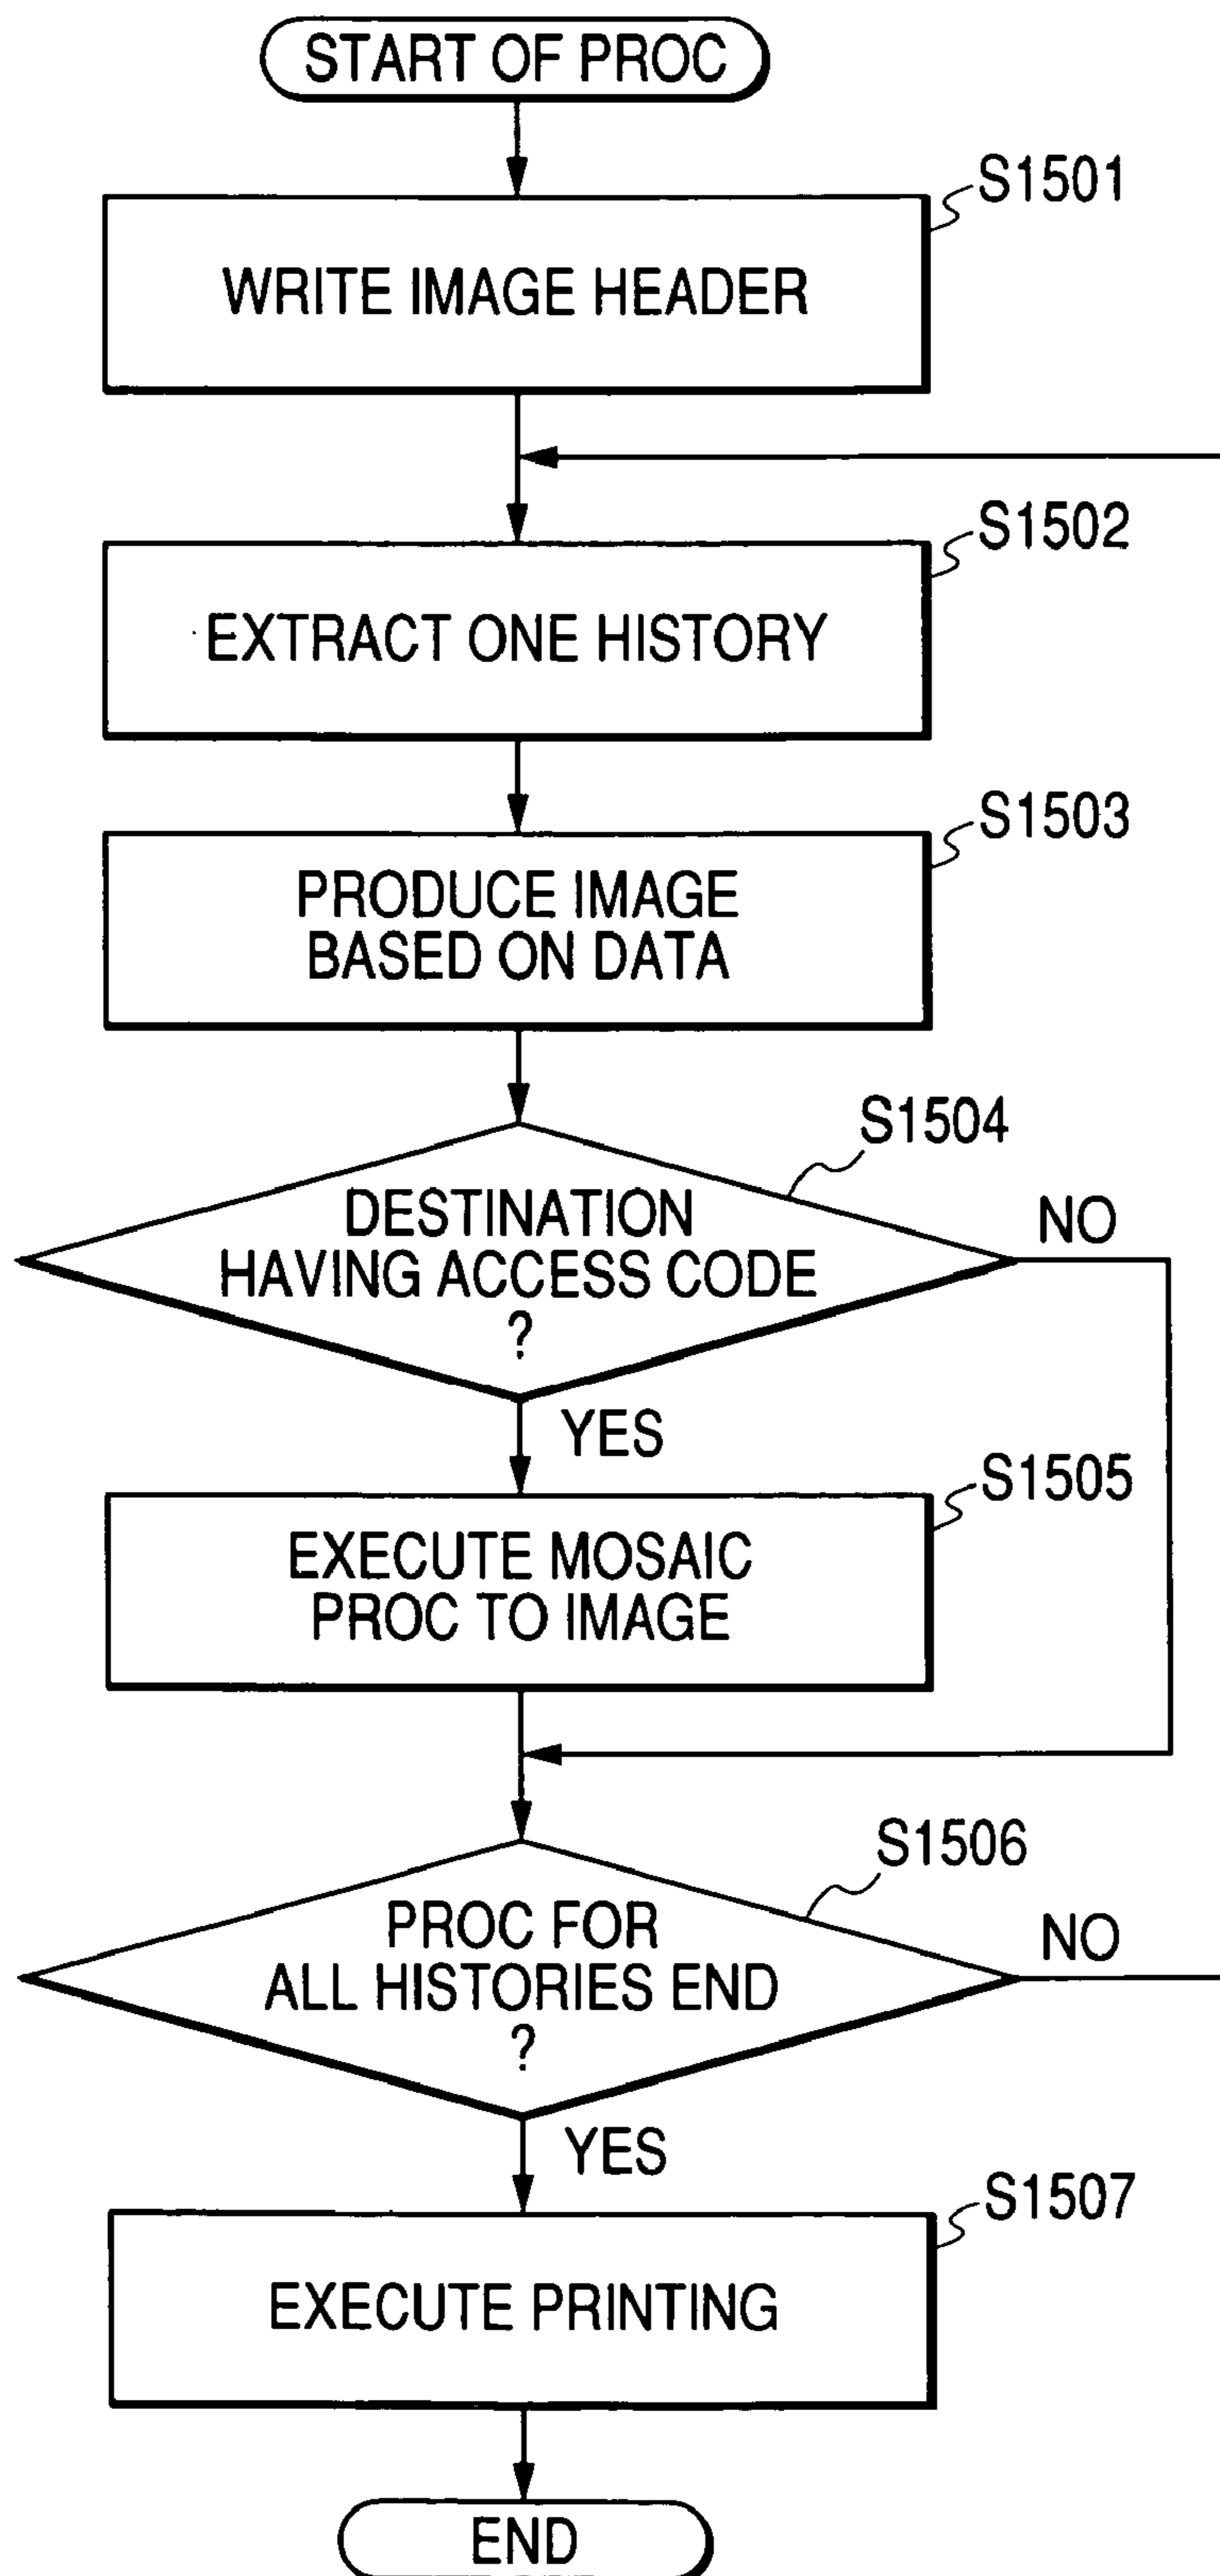 START OF PROC
S1501
WRITE IMAGE HEADER
S1502
EXTRACT ONE HISTORY
S1503
PRODUCE IMAGE
BASED ON DATA
S1504
DESTINATION
HAVING ACCESS CODE
?
NO
YES
S1505
EXECUTE MOSAIC
PROC TO IMAGE
S1506
PROC FOR
ALL HISTORIES END
?
NO
YES
S1507
EXECUTE PRINTING
END